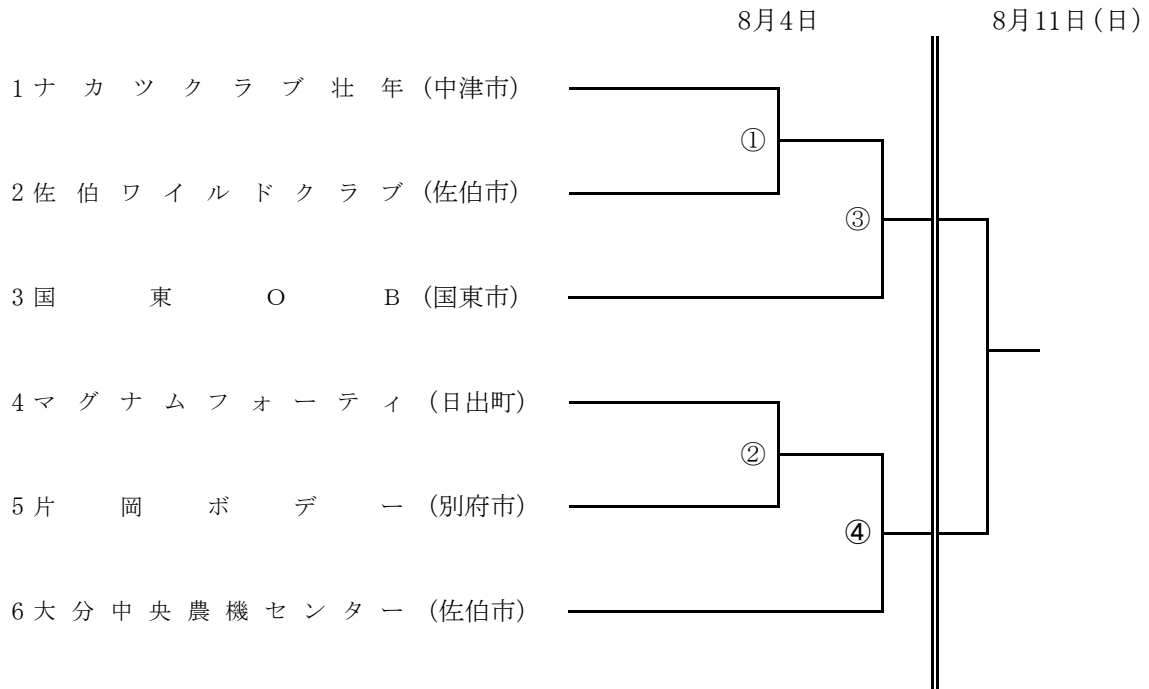 8月4日 8月11日(日)
1 ナカツクラブ壮年 (中津市)
①
2 佐伯ワイルドクラブ (佐伯市)
③
3 国東OB (国東市)
4 マグナムフォーティ (日出町)
②
5 片岡ボデー (別府市)
④
6 大分中央農機センター (佐伯市)